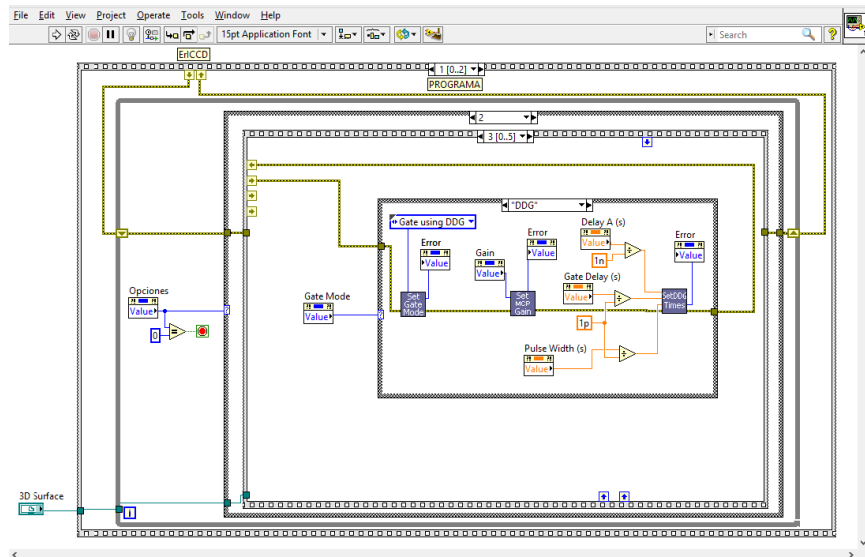 File Edit View Project Operate Tools Window Help
15pt Application Font
Search
ErICCD
1 [0..2]
PROGRAMA
2
3 [0..5]
"DDG"
Gate using DDG
Delay A (s)
Value
Error
Error
Error
Value
Gain
Value
Value
Value
1n
Gate Delay (s)
Value
Opciones
Value
Gate Mode
Value
Set Gate Mode
Set MCP Gain
SetDDG Times
1p
0
Pulse Width (s)
Value
3D Surface
i